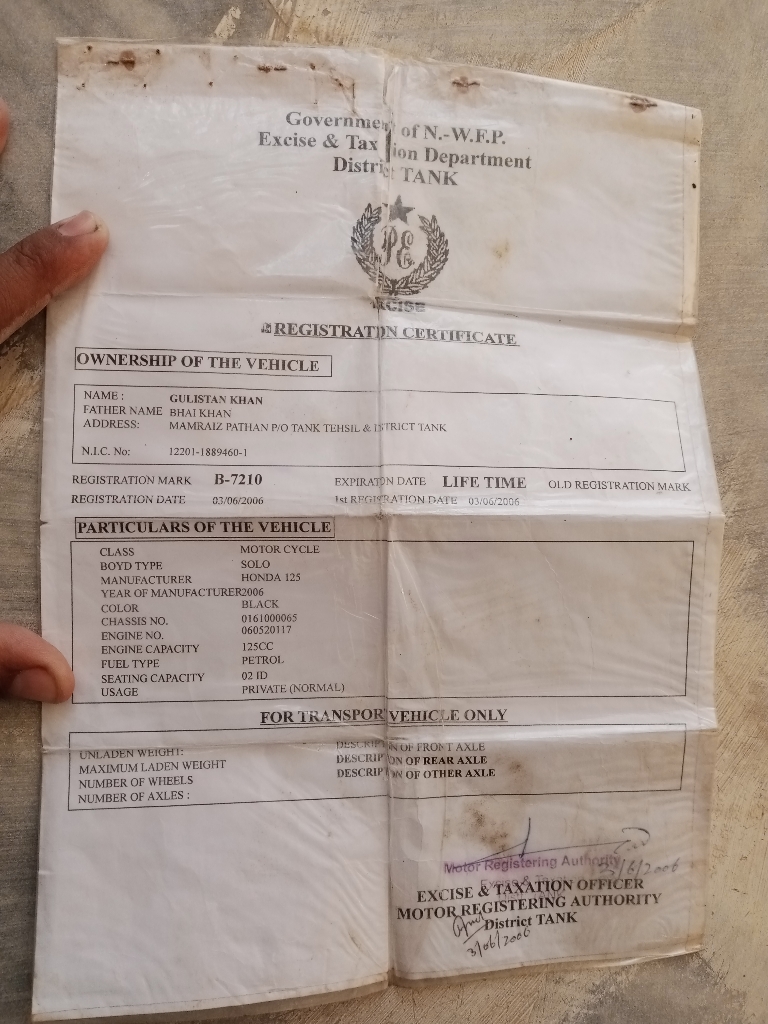 Government of N.-W.F.P.
Excise & Taxation Department
District TANK
PE
EXCISE
REGISTRATION CERTIFICATE
OWNERSHIP OF THE VEHICLE
NAME : GULISTAN KHAN
FATHER NAME BHAI KHAN
ADDRESS: MAMRAIZ PATHAN P/O TANK TEHSIL & DISTRICT TANK
N.I.C. No: 12201-1889460-1
REGISTRATION MARK B-7210 EXPIRATION DATE LIFE TIME OLD REGISTRATION MARK
REGISTRATION DATE 03/06/2006 1st REGISTRATION DATE 03/06/2006
PARTICULARS OF THE VEHICLE
CLASS MOTOR CYCLE
BOYD TYPE SOLO
MANUFACTURER HONDA 125
YEAR OF MANUFACTURER 2006
COLOR BLACK
CHASSIS NO. 0161000065
ENGINE NO. 060520117
ENGINE CAPACITY 125CC
FUEL TYPE PETROL
SEATING CAPACITY 02 ID
USAGE PRIVATE (NORMAL)
FOR TRANSPORT VEHICLE ONLY
UNLADEN WEIGHT: DESCRIPTION OF FRONT AXLE
MAXIMUM LADEN WEIGHT DESCRIPTION OF REAR AXLE
NUMBER OF WHEELS DESCRIPTION OF OTHER AXLE
NUMBER OF AXLES :
Motor Registering Authority
3/6/2006
EXCISE & TAXATION OFFICER
MOTOR REGISTERING AUTHORITY
District TANK
3/06/2006